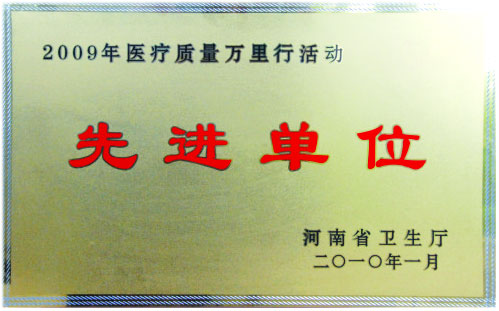 2009年医疗质量万里行活动
先进单位
河南省卫生厅
二〇一〇年一月